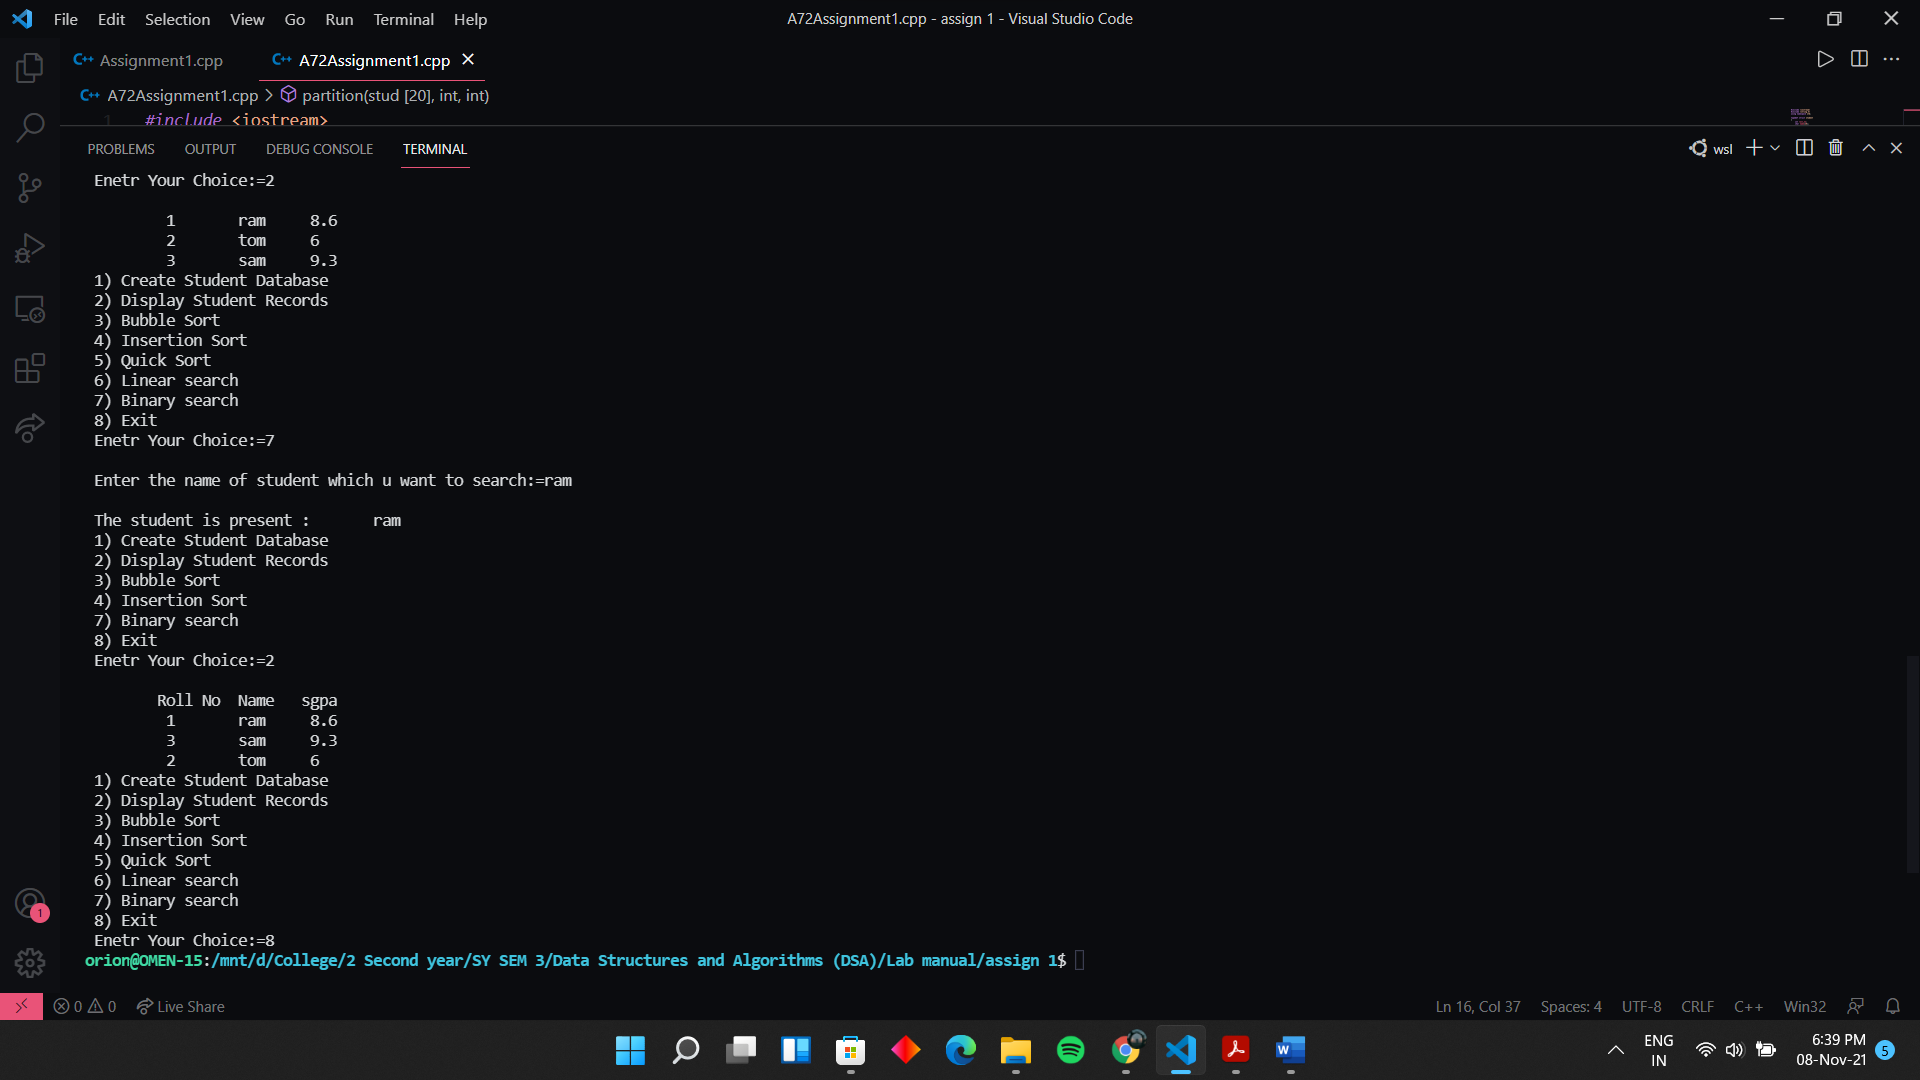 File Edit Selection View Go Run Terminal Help
A72Assignment1.cpp - assign 1 - Visual Studio Code
C++ Assignment1.cpp
C++ A72Assignment1.cpp
C++ A72Assignment1.cpp > partition(stud [20], int, int)
1 #include <iostream>
PROBLEMS OUTPUT DEBUG CONSOLE TERMINAL
wsl
Enetr Your Choice:=2
1 ram 8.6
2 tom 6
3 sam 9.3
1) Create Student Database
2) Display Student Records
3) Bubble Sort
4) Insertion Sort
5) Quick Sort
6) Linear search
7) Binary search
8) Exit
Enetr Your Choice:=7
Enter the name of student which u want to search:=ram
The student is present : ram
1) Create Student Database
2) Display Student Records
3) Bubble Sort
4) Insertion Sort
7) Binary search
8) Exit
Enetr Your Choice:=2
Roll No Name sgpa
1 ram 8.6
3 sam 9.3
2 tom 6
1) Create Student Database
2) Display Student Records
3) Bubble Sort
4) Insertion Sort
5) Quick Sort
6) Linear search
7) Binary search
8) Exit
Enetr Your Choice:=8
orion@OMEN-15:/mnt/d/College/2 Second year/SY SEM 3/Data Structures and Algorithms (DSA)/Lab manual/assign 1$
1
0 0 Live Share
Ln 16, Col 37 Spaces: 4 UTF-8 CRLF C++ Win32
ENG
IN
6:39 PM
08-Nov-21
5